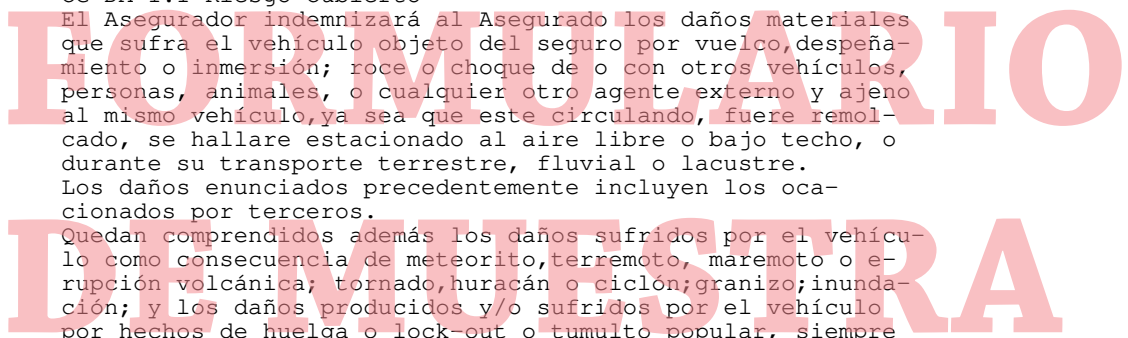 El Asegurador indemnizará al Asegurado los daños materiales
que sufra el vehículo objeto del seguro por vuelco,despeña-
miento o inmersión; roce o choque de o con otros vehículos,
personas, animales, o cualquier otro agente externo y ajeno
al mismo vehículo,ya sea que este circulando, fuere remol-
cado, se hallare estacionado al aire libre o bajo techo, o
durante su transporte terrestre, fluvial o lacustre.
Los daños enunciados precedentemente incluyen los oca-
cionados por terceros.
Quedan comprendidos además los daños sufridos por el vehícu-
lo como consecuencia de meteorito,terremoto, maremoto o e-
rupción volcánica; tornado,huracán o ciclón;granizo;inunda-
ción; y los daños producidos y/o sufridos por el vehículo
por hechos de huelga o lock-out o tumulto popular, siempre
FORMULARIO
DE MUESTRA